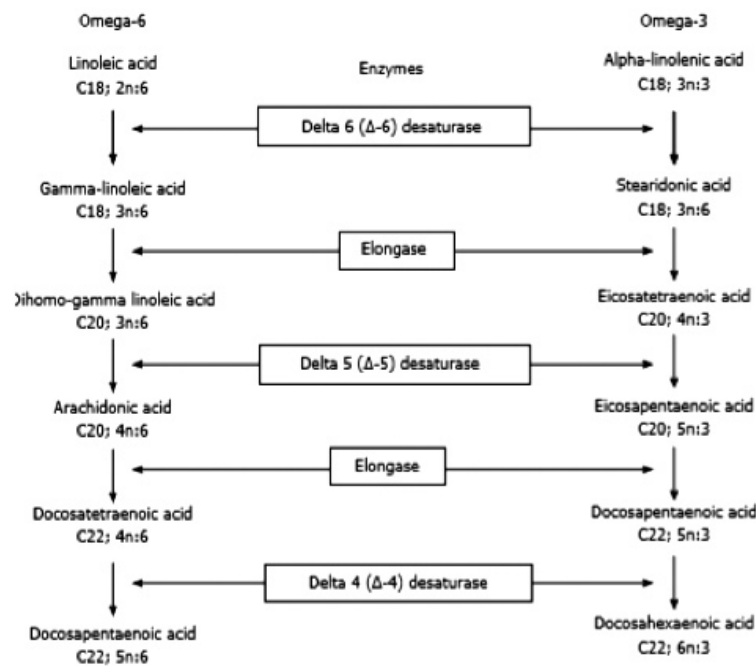 Omega-6
Omega-3
Linoleic acid
C18; 2n:6
Enzymes
Alpha-linolenic acid
C18; 3n:3
Delta 6 (Δ-6) desaturase
Gamma-linoleic acid
C18; 3n:6
Stearidonic acid
C18; 3n:6
Elongase
Dihomo-gamma linoleic acid
C20; 3n:6
Eicosatetraenoic acid
C20; 4n:3
Delta 5 (Δ-5) desaturase
Arachidonic acid
C20; 4n:6
Eicosapentaenoic acid
C20; 5n:3
Elongase
Docosatetraenoic acid
C22; 4n:6
Docosapentaenoic acid
C22; 5n:3
Delta 4 (Δ-4) desaturase
Docosapentaenoic acid
C22; 5n:6
Docosahexaenoic acid
C22; 6n:3